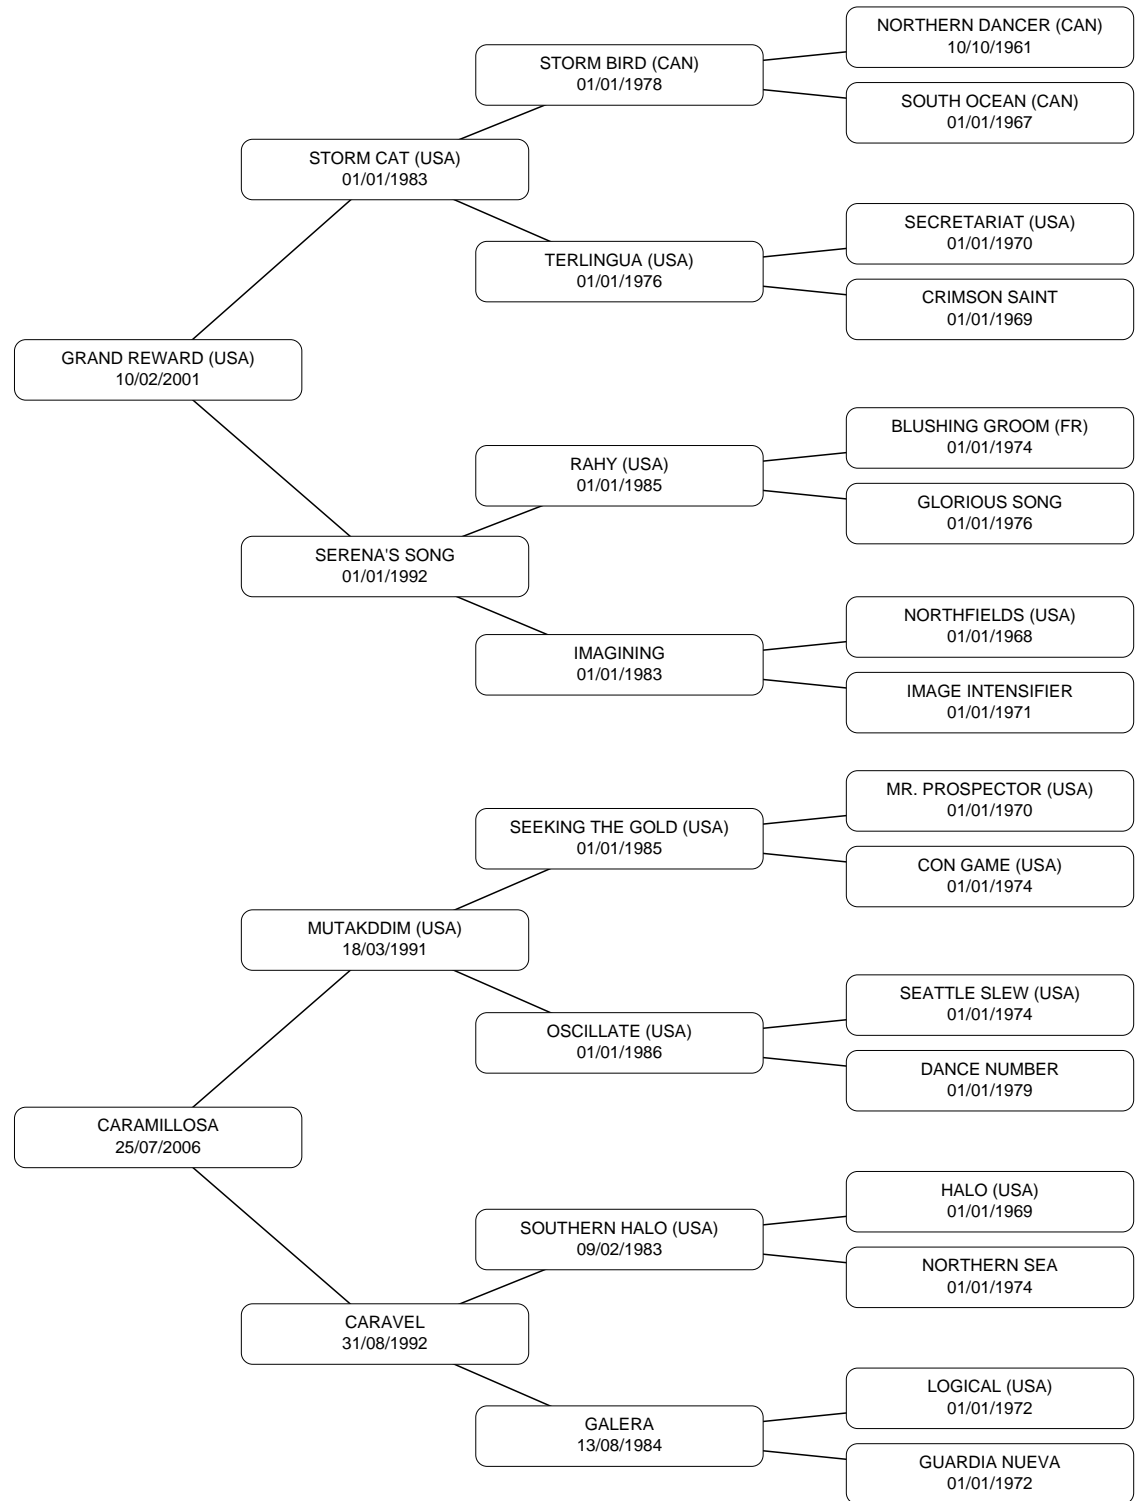 NORTHERN DANCER (CAN)
10/10/1961
STORM BIRD (CAN)
01/01/1978
SOUTH OCEAN (CAN)
01/01/1967
STORM CAT (USA)
01/01/1983
SECRETARIAT (USA)
01/01/1970
TERLINGUA (USA)
01/01/1976
CRIMSON SAINT
01/01/1969
GRAND REWARD (USA)
10/02/2001
BLUSHING GROOM (FR)
01/01/1974
RAHY (USA)
01/01/1985
GLORIOUS SONG
01/01/1976
SERENA'S SONG
01/01/1992
NORTHFIELDS (USA)
01/01/1968
IMAGINING
01/01/1983
IMAGE INTENSIFIER
01/01/1971
MR. PROSPECTOR (USA)
01/01/1970
SEEKING THE GOLD (USA)
01/01/1985
CON GAME (USA)
01/01/1974
MUTAKDDIM (USA)
18/03/1991
SEATTLE SLEW (USA)
01/01/1974
OSCILLATE (USA)
01/01/1986
DANCE NUMBER
01/01/1979
CARAMILLOSA
25/07/2006
HALO (USA)
01/01/1969
SOUTHERN HALO (USA)
09/02/1983
NORTHERN SEA
01/01/1974
CARAVEL
31/08/1992
LOGICAL (USA)
01/01/1972
GALERA
13/08/1984
GUARDIA NUEVA
01/01/1972